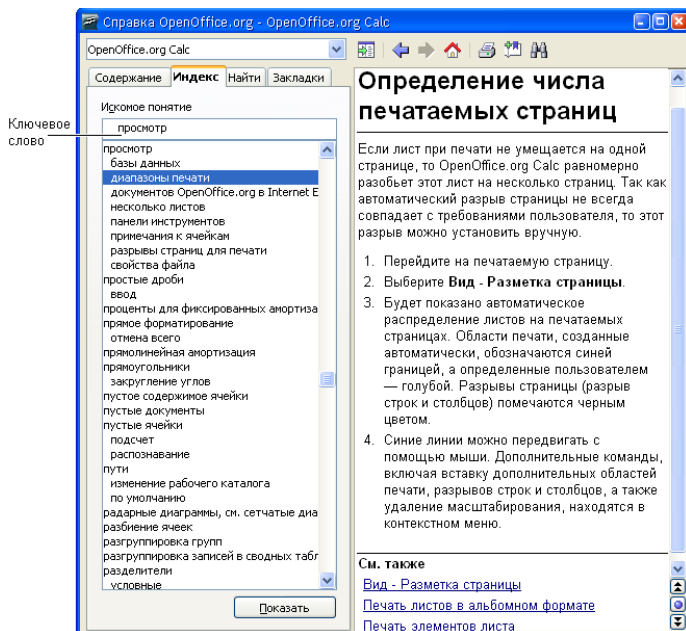 Справка OpenOffice.org - OpenOffice.org Calc
OpenOffice.org Calc
Содержание Индекс Найти Закладки
Искомое понятие
Ключевое
слово
просмотр
просмотр
базы данных
диапазоны печати
документов OpenOffice.org в Internet E
несколько листов
панели инструментов
примечания к ячейкам
разрывы страниц для печати
свойства файла
простые дроби
ввод
проценты для фиксированных амортиза
прямое форматирование
отмена всего
прямолинейная амортизация
прямоугольники
закругление углов
пустое содержимое ячейки
пустые документы
пустые ячейки
подсчет
распознавание
пути
изменение рабочего каталога
по умолчанию
радарные диаграммы, см. сетчатые диа
разбиение ячеек
разгруппировка групп
разгруппировка записей в сводных табл
разделители
условные
Показать
Определение числа
печатаемых страниц
Если лист при печати не умещается на одной
странице, то OpenOffice.org Calc равномерно
разобьет этот лист на несколько страниц. Так как
автоматический разрыв страницы не всегда
совпадает с требованиями пользователя, то этот
разрыв можно установить вручную.
1. Перейдите на печатаемую страницу.
2. Выберите Вид - Разметка страницы.
3. Будет показано автоматическое
распределение листов на печатаемых
страницах. Области печати, созданные
автоматически, обозначаются синей
границей, а определенные пользователем
— голубой. Разрывы страницы (разрыв
строк и столбцов) помечаются черным
цветом.
4. Синие линии можно передвигать с
помощью мыши. Дополнительные команды,
включая вставку дополнительных областей
печати, разрывов строк и столбцов, а также
удаление масштабирования, находятся в
контекстном меню.
См. также
Вид - Разметка страницы
Печать листов в альбомном формате
Печать элементов листа